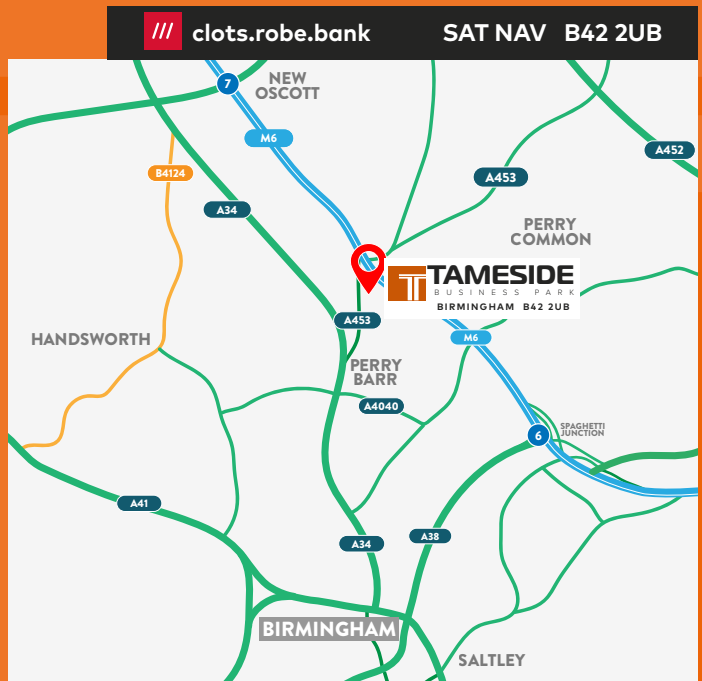 /// clots.robe.bank
SAT NAV B42 2UB
7
NEW
OSCOTT
M6
A452
B4124
A453
A34
PERRY
COMMON
TAMESIDE
BUSINESS PARK
BIRMINGHAM B42 2UB
A453
HANDSWORTH
M6
PERRY
BARR
A4040
SPAGHETTI
JUNCTION
6
A41
A34
A38
BIRMINGHAM
SALTLEY